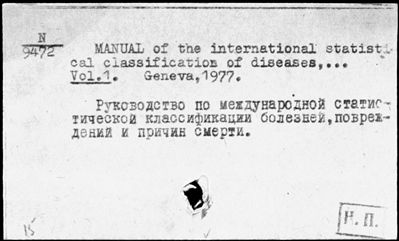 N
9472
MANUAL of the international statisti
cal classification of diseases,...
Vol.1. Geneva,1977.
Руководство по международной статис-
тической классификации болезней,повреж-
дений и причин смерти.
Н.П.